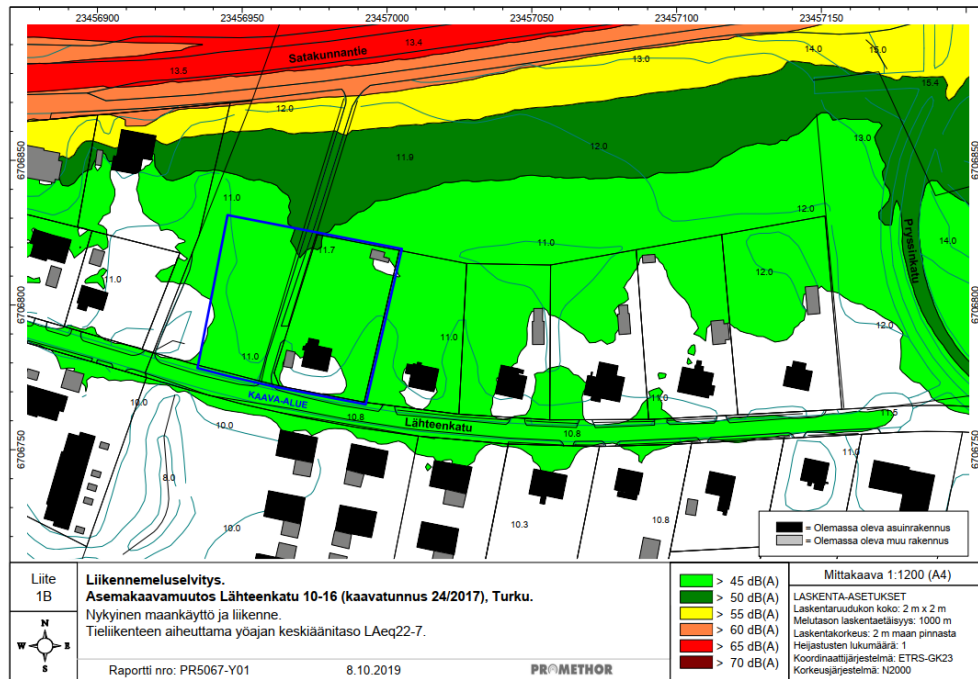 23456900 23456950 23457000 23457050 23457100 23457150
Satakunnantie
13.4
13.5
13.0
14.0
15.0
15.4
12.0
6706850
6706850
11.9
12.0
13.0
11.0
11.7
11.0
12.0
14.0
Pryssinkatu
11.0
12.0
6706800
6706800
11.0
11.0
12.0
KAAVA-ALUE
10.8
Lähteenkatu
10.8
11.0
11.5
10.0
10.0
8.0
10.0
10.3
10.8
11.0
6706750
6706750
= Olemassa oleva asuinrakennus
= Olemassa oleva muu rakennus
Liite
1B
N
W E
S
Liikennemeluselvitys.
Asemakaavamuutos Lähteenkatu 10-16 (kaavatunnus 24/2017), Turku.
Nykyinen maankäyttö ja liikenne.
Tieliikenteen aiheuttama yöajan keskiäänitaso LAeq22-7.
Raportti nro: PR5067-Y01 8.10.2019 PROMETHOR
> 45 dB(A)
> 50 dB(A)
> 55 dB(A)
> 60 dB(A)
> 65 dB(A)
> 70 dB(A)
Mittakaava 1:1200 (A4)
LASKENTA-ASETUKSET
Laskentaruudukon koko: 2 m x 2 m
Melutason laskentaetäisyys: 1000 m
Laskentakorkeus: 2 m maan pinnasta
Heijastusten lukumäärä: 1
Koordinaattijärjestelmä: ETRS-GK23
Korkeusjärjestelmä: N2000